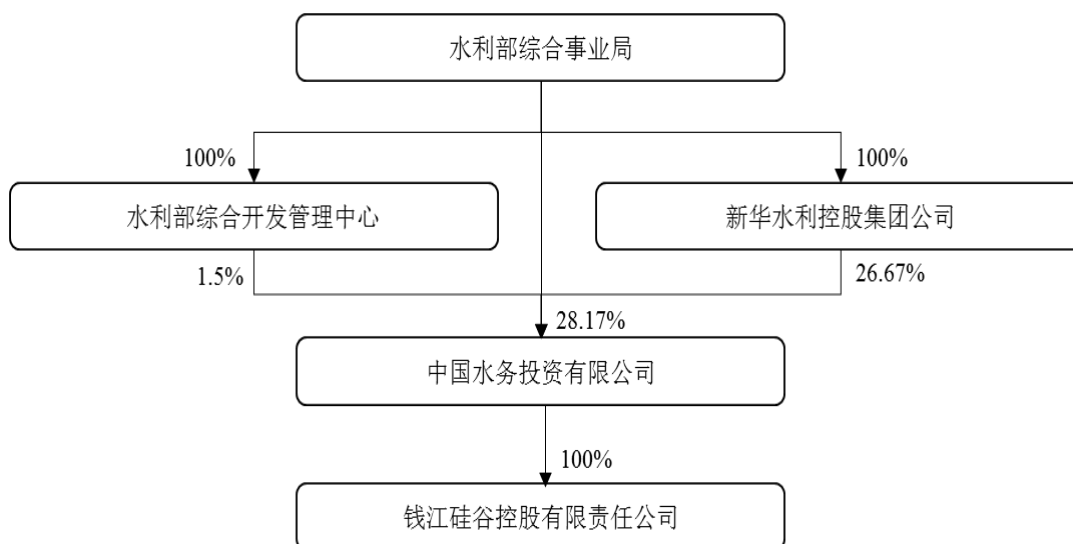 水利部综合事业局
100%
100%
水利部综合开发管理中心
新华水利控股集团公司
1.5%
26.67%
28.17%
中国水务投资有限公司
100%
钱江硅谷控股有限责任公司